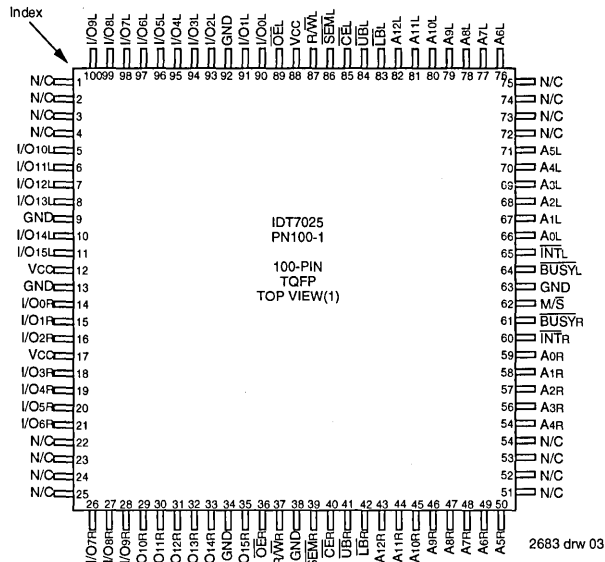 Index
I/O9L I/O8L I/O7L I/O6L I/O5L I/O4L I/O3L I/O2L GND I/O1L I/O0L OEL VCC R/WL SEML CEL UBL LBL A12L A11L A10L A9L A8L A7L A6L
100 99 98 97 96 95 94 93 92 91 90 89 88 87 86 85 84 83 82 81 80 79 78 77 76
N/C 1
N/C 2
N/C 3
N/C 4
I/O10L 5
I/O11L 6
I/O12L 7
I/O13L 8
GND 9
I/O14L 10
I/O15L 11
VCC 12
GND 13
I/O0R 14
I/O1R 15
I/O2R 16
VCC 17
I/O3R 18
I/O4R 19
I/O5R 20
I/O6R 21
N/C 22
N/C 23
N/C 24
N/C 25
IDT7025
PN100-1
100-PIN
TQFP
TOP VIEW(1)
75 N/C
74 N/C
73 N/C
72 N/C
71 A5L
70 A4L
69 A3L
68 A2L
67 A1L
66 A0L
65 INTL
64 BUSYL
63 GND
62 M/S
61 BUSYR
60 INTR
59 A0R
58 A1R
57 A2R
56 A3R
54 A4R
54 N/C
53 N/C
52 N/C
51 N/C
26 27 28 29 30 31 32 33 34 35 36 37 38 39 40 41 42 43 44 45 46 47 48 49 50
I/O7R I/O8R I/O9R O10R O11R O12R O13R O14R GND O15R OER R/WR GND SEMR CER UBR LBR A12R A11R A10R A9R A8R A7R A6R A5R
2683 drw 03